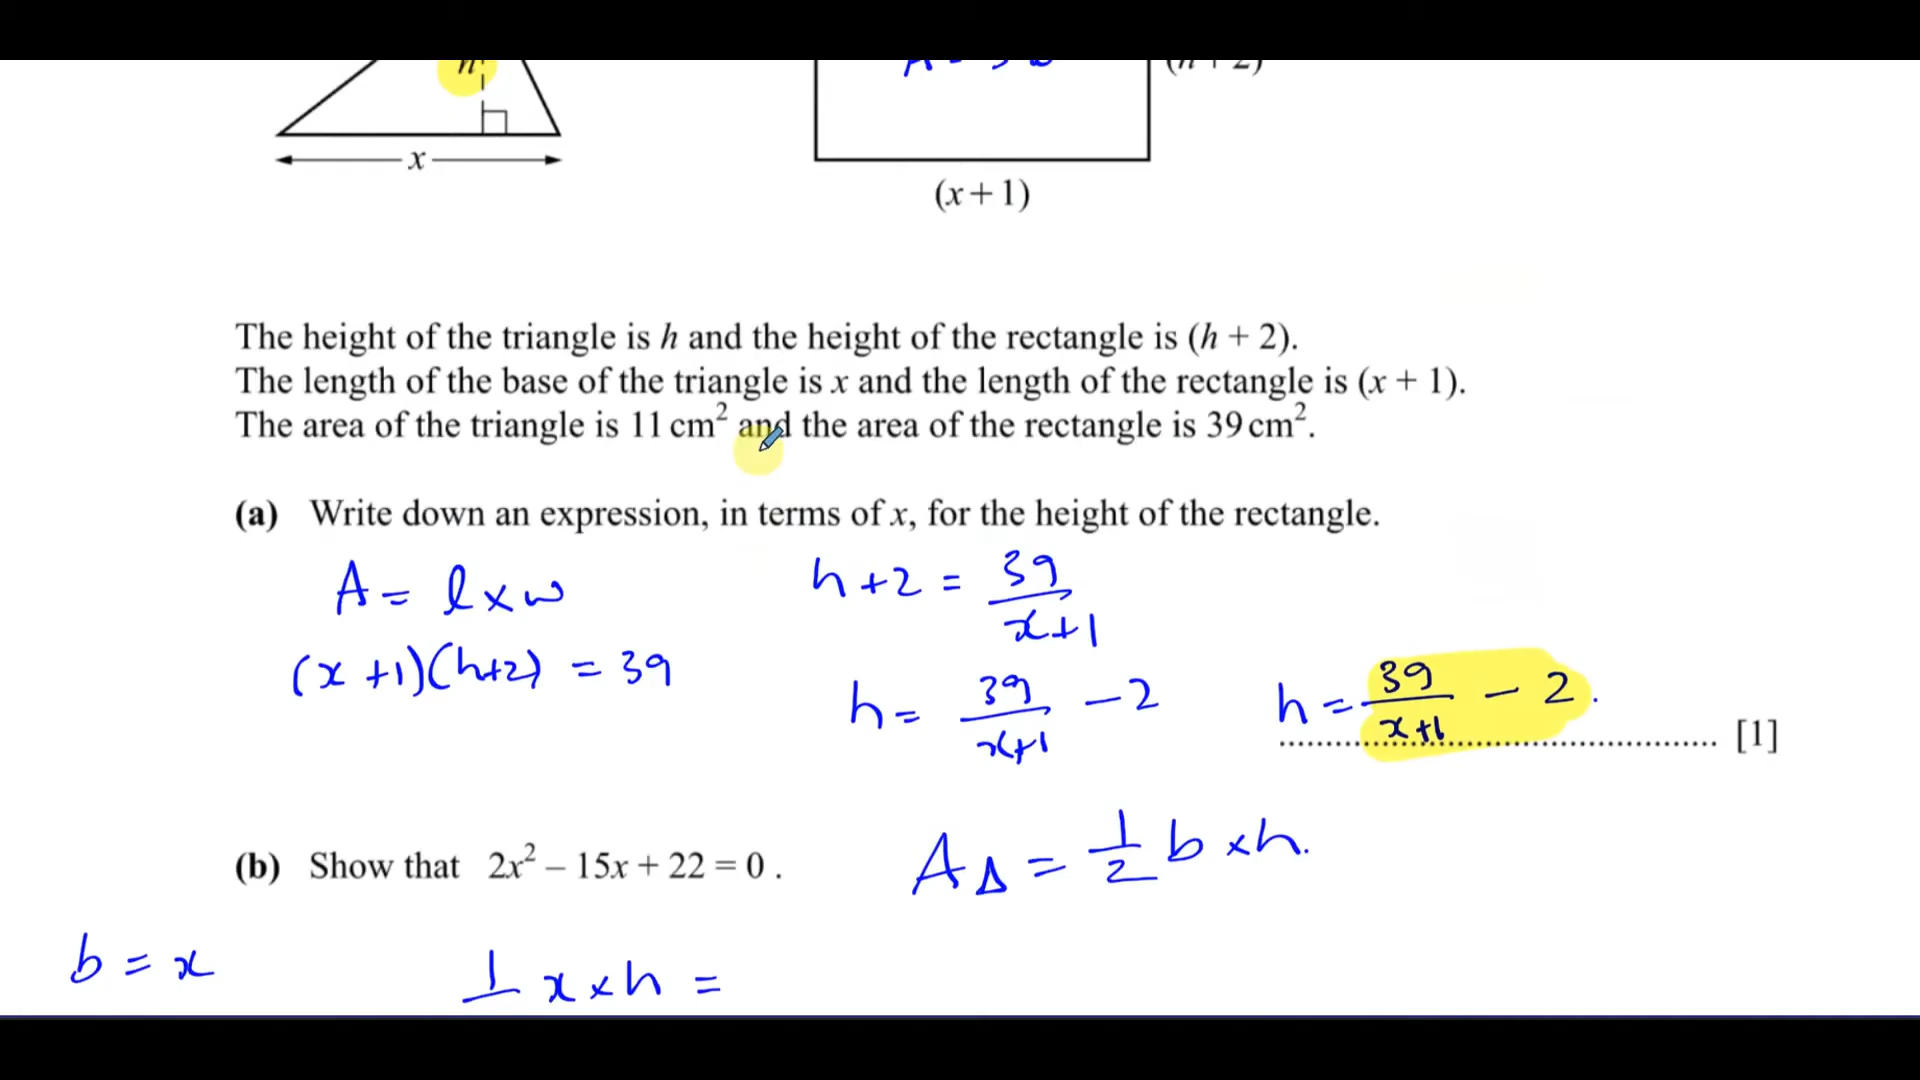 x
(x + 1)
The height of the triangle is h and the height of the rectangle is (h + 2).
The length of the base of the triangle is x and the length of the rectangle is (x + 1).
The area of the triangle is 11 cm² and the area of the rectangle is 39 cm².
(a) Write down an expression, in terms of x, for the height of the rectangle.
A = l × w
h + 2 = 39/(x+1)
(x + 1)(h+2) = 39
h = 39/(x+1) - 2
h = 39/(x+1) - 2.
[1]
(b) Show that 2x² – 15x + 22 = 0 .
A△ = 1/2 b × h.
b = x
x × h =